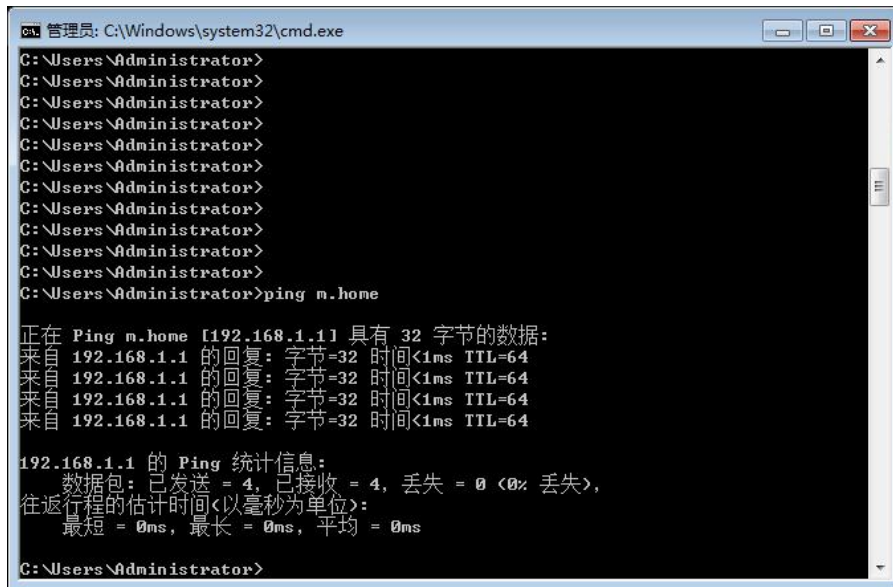 管理员: C:\Windows\system32\cmd.exe
C:\Users\Administrator>
C:\Users\Administrator>
C:\Users\Administrator>
C:\Users\Administrator>
C:\Users\Administrator>
C:\Users\Administrator>
C:\Users\Administrator>
C:\Users\Administrator>
C:\Users\Administrator>
C:\Users\Administrator>
C:\Users\Administrator>
C:\Users\Administrator>ping m.home
正在 Ping m.home [192.168.1.1] 具有 32 字节的数据:
来自 192.168.1.1 的回复: 字节=32 时间<1ms TTL=64
来自 192.168.1.1 的回复: 字节=32 时间<1ms TTL=64
来自 192.168.1.1 的回复: 字节=32 时间<1ms TTL=64
来自 192.168.1.1 的回复: 字节=32 时间<1ms TTL=64
192.168.1.1 的 Ping 统计信息:
数据包: 已发送 = 4, 已接收 = 4, 丢失 = 0 (0% 丢失),
往返行程的估计时间(以毫秒为单位):
最短 = 0ms, 最长 = 0ms, 平均 = 0ms
C:\Users\Administrator>